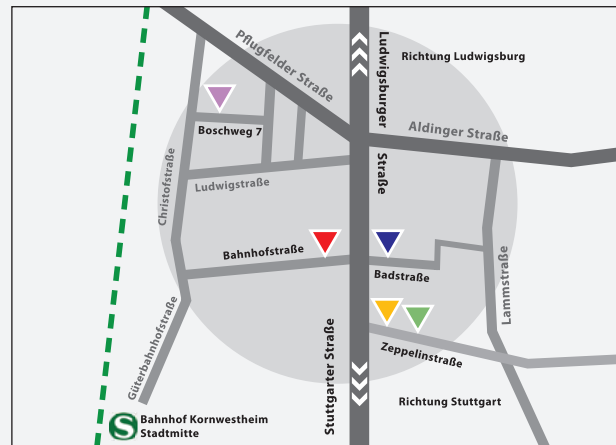 Pflugfelder Straße
Ludwigsburger
Straße
Richtung Ludwigsburg
Aldinger Straße
Boschweg 7
Christofstraße
Ludwigstraße
Bahnhofstraße
Badstraße
Lammstraße
Güterbahnhofstraße
Stuttgarter Straße
Zeppelinstraße
Richtung Stuttgart
S
Bahnhof Kornwestheim
Stadtmitte